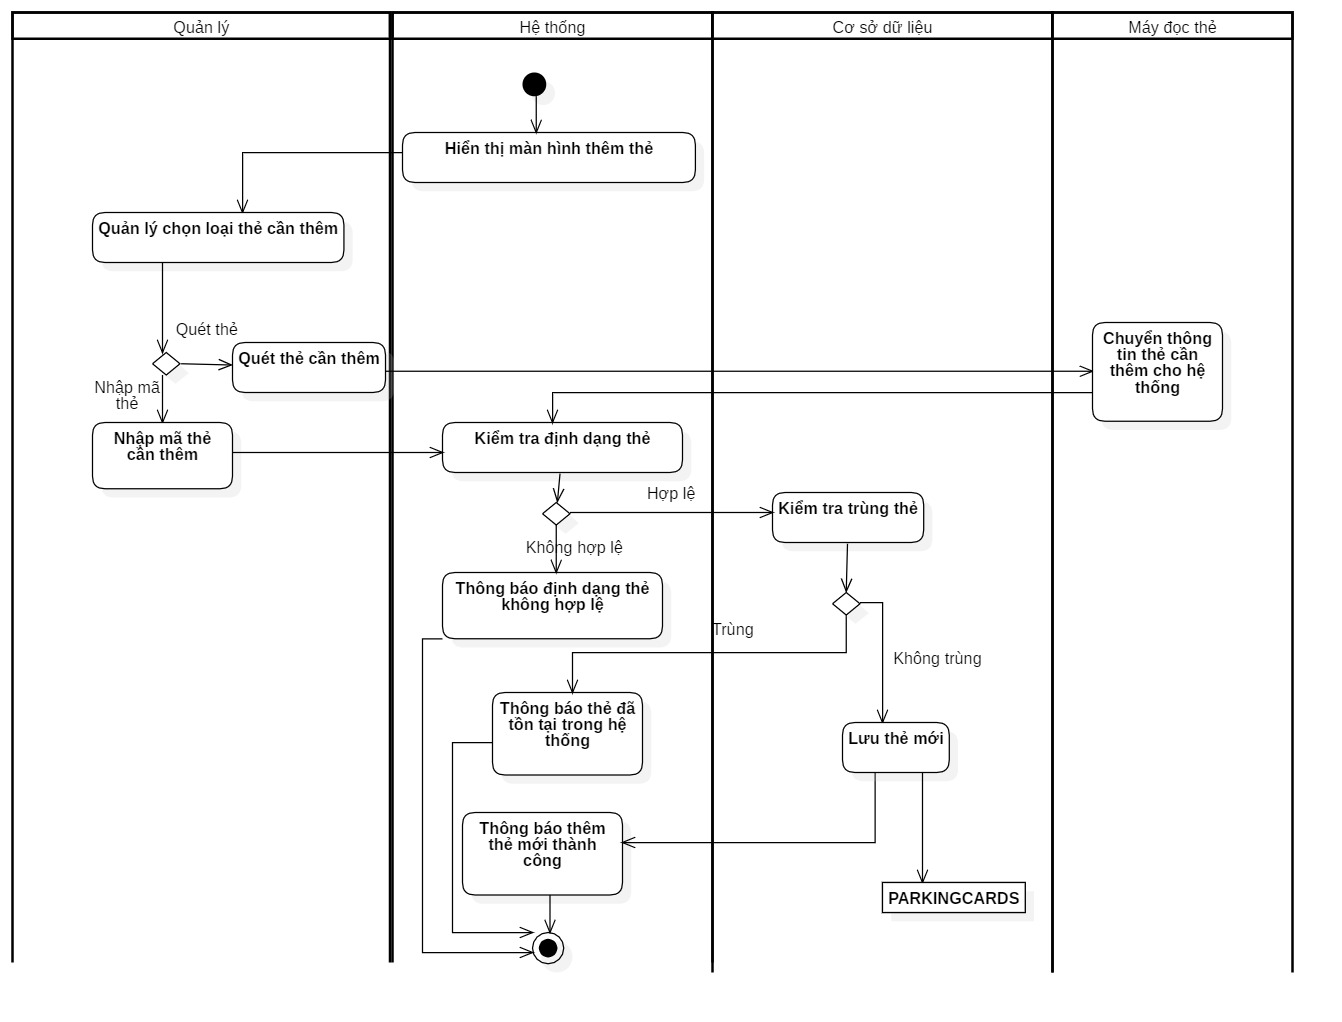 Quản lý
Hệ thống
Cơ sở dữ liệu
Máy đọc thẻ
Hiển thị màn hình thêm thẻ
Quản lý chọn loại thẻ cần thêm
Quét thẻ
Quét thẻ cần thêm
Chuyển thông
tin thẻ cần
thêm cho hệ
thống
Nhập mã
thẻ
Nhập mã thẻ
cần thêm
Kiểm tra định dạng thẻ
Hợp lệ
Kiểm tra trùng thẻ
Không hợp lệ
Thông báo định dạng thẻ
không hợp lệ
Trùng
Không trùng
Thông báo thẻ đã
tồn tại trong hệ
thống
Lưu thẻ mới
Thông báo thêm
thẻ mới thành
công
PARKINGCARDS